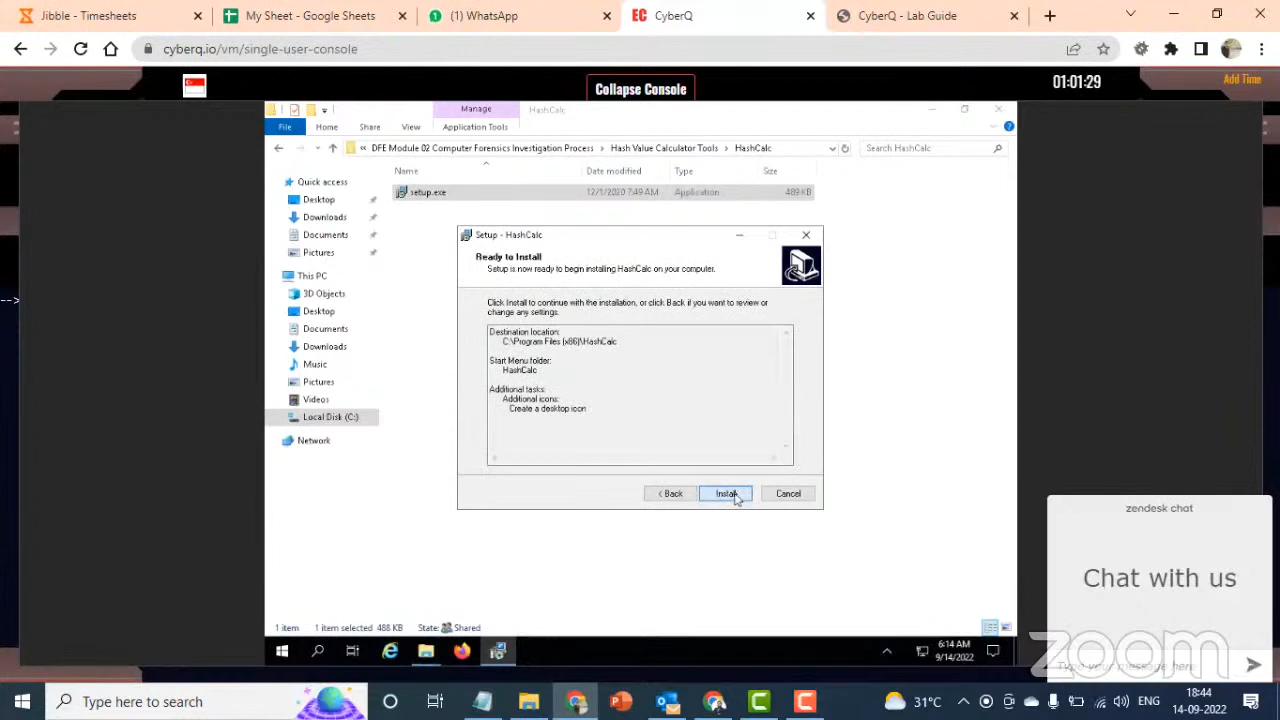 Jibble - Timesheets
My Sheet - Google Sheets
(1) WhatsApp
CyberQ
CyberQ - Lab Guide
cyberq.io/vm/single-user-console
Collapse Console
01:01:29
Add Time
Manage
HashCalc
File
Home
Share
View
Application Tools
« DFE Module 02 Computer Forensics Investigation Process › Hash Value Calculator Tools › HashCalc
Search HashCalc
Name
Date modified
Type
Size
setup.exe
12/1/2020 7:49 AM
Application
489 KB
Quick access
Desktop
Downloads
Documents
Pictures
This PC
3D Objects
Desktop
Documents
Downloads
Music
Pictures
Videos
Local Disk (C:)
Network
Setup - HashCalc
Ready to Install
Setup is now ready to begin installing HashCalc on your computer.
Click Install to continue with the installation, or click Back if you want to review or
change any settings.
Destination location:
C:\Program Files (x86)\HashCalc
Start Menu folder:
HashCalc
Additional tasks:
Additional icons:
Create a desktop icon
< Back
Install
Cancel
1 item
1 item selected 488 KB
State: Shared
6:14 AM
9/14/2022
zendesk chat
Chat with us
Type your message here
zoom
Type here to search
31°C
ENG
18:44
14-09-2022